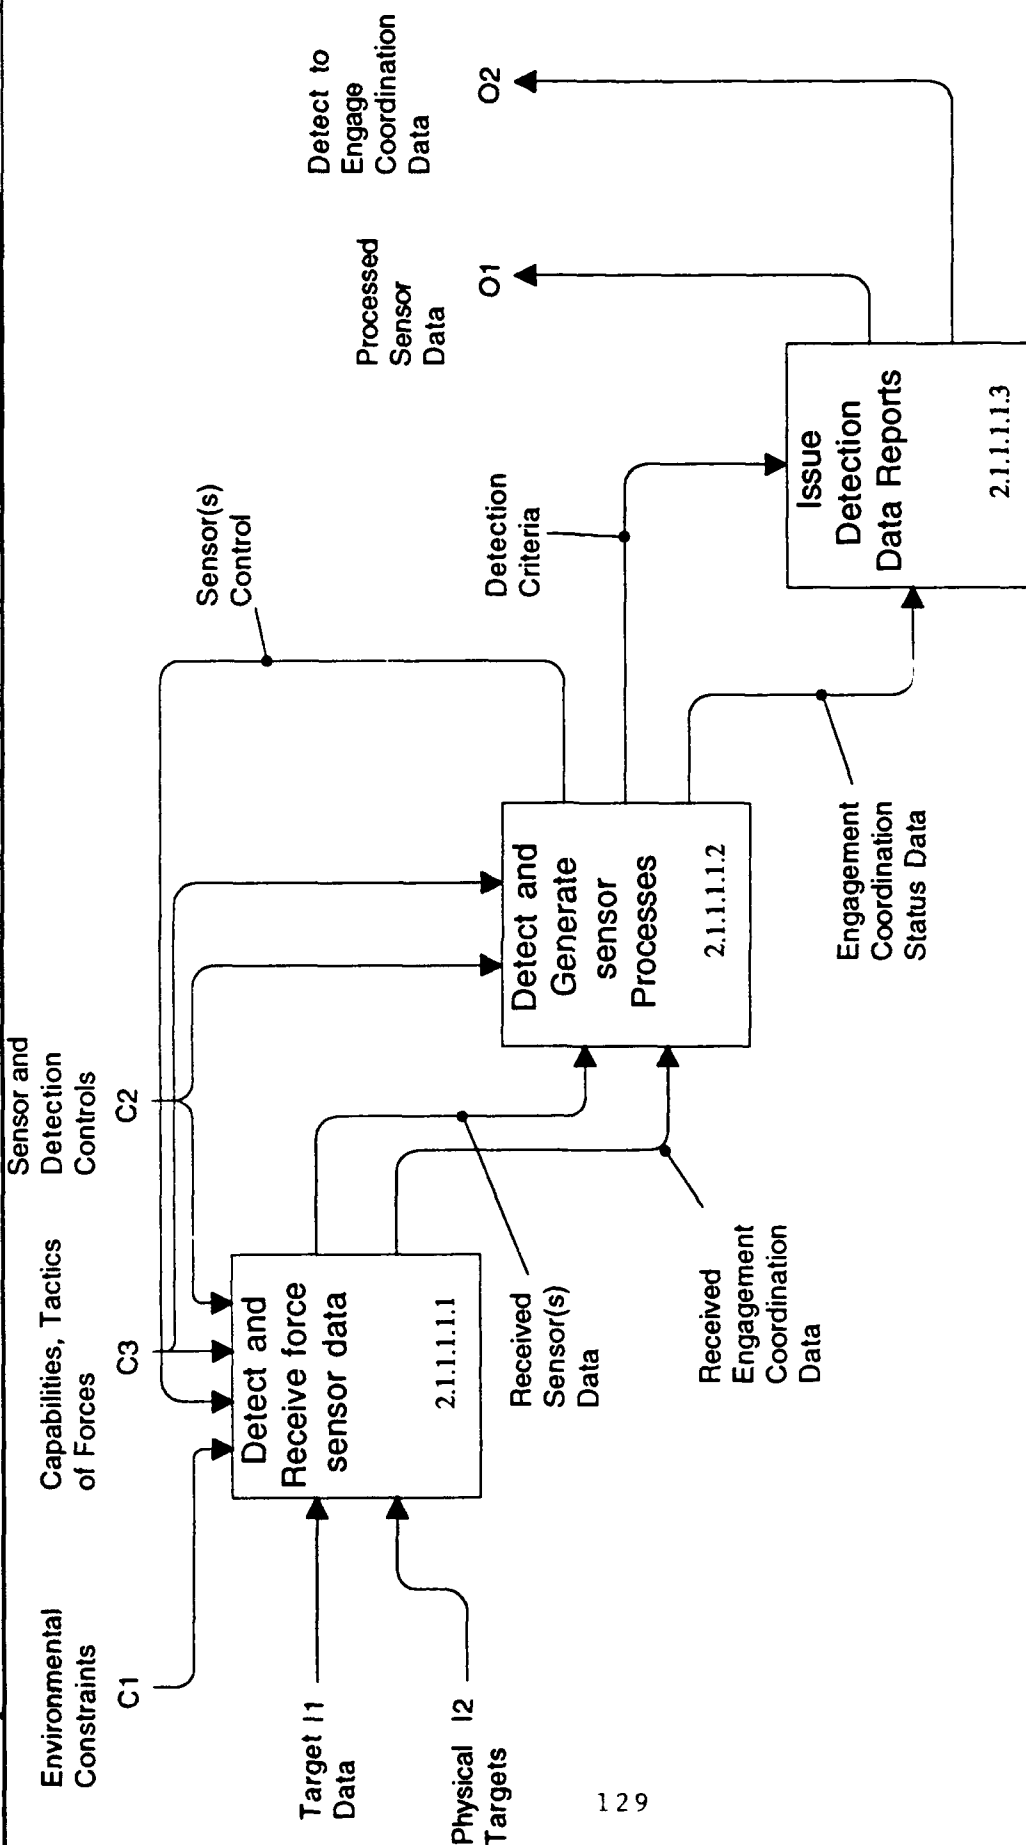 Environmental
Constraints
C1
Capabilities, Tactics
of Forces
C3
Sensor and
Detection
Controls
C2
Sensor(s)
Control
Target I1
Data
Physical I2
Targets
Detect and
Receive force
sensor data
2.1.1.1.1.1
Received
Sensor(s)
Data
Received
Engagement
Coordination
Data
Detect and
Generate
sensor
Processes
2.1.1.1.1.2
Detection
Criteria
Engagement
Coordination
Status Data
Issue
Detection
Data Reports
2.1.1.1.1.3
Processed
Sensor
Data
O1
Detect to
Engage
Coordination
Data
O2
129